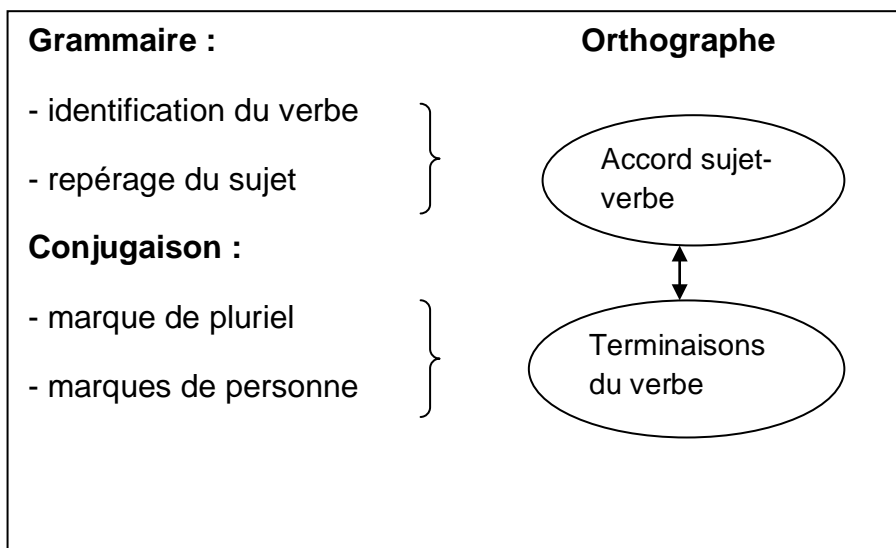 Grammaire :
Orthographe
- identification du verbe
- repérage du sujet
Accord sujet-
verbe
Conjugaison :
- marque de pluriel
- marques de personne
Terminaisons
du verbe